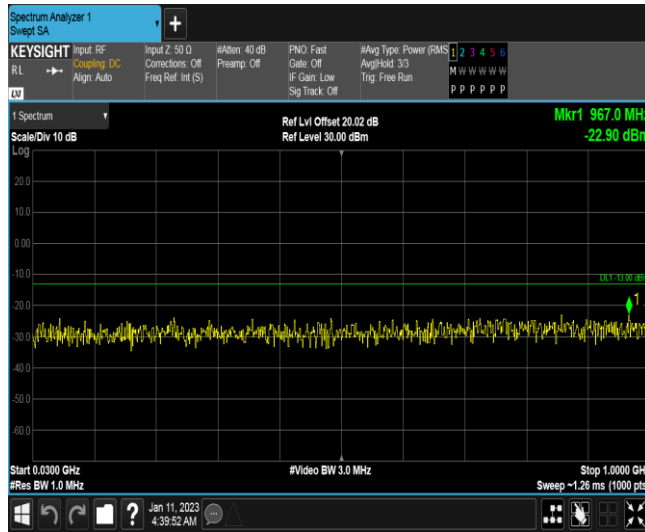 Spectrum Analyzer 1
Swept SA
+
KEYSIGHT Input: RF Input Z: 50 Ω #Atten: 40 dB PNO: Fast #Avg Type: Power (RMS 1 2 3 4 5 6
RL Coupling: DC Corrections: Off Preamp: Off Gate: Off Avg|Hold: 3/3 M W W W W W
Align: Auto Freq Ref: Int (S) IF Gain: Low Trig: Free Run
LXI Sig Track: Off P P P P P P
1 Spectrum Ref Lvl Offset 20.02 dB Mkr1 967.0 MHz
Scale/Div 10 dB Ref Level 30.00 dBm -22.90 dBm
Log
20.0
10.0
0.00
-10.0
DL1 -13.00 dBm
-20.0
1
-30.0
-40.0
-50.0
-60.0
Start 0.0300 GHz #Video BW 3.0 MHz Stop 1.0000 GH
#Res BW 1.0 MHz Sweep ~1.26 ms (1000 pts
? Jan 11, 2023
4:39:52 AM